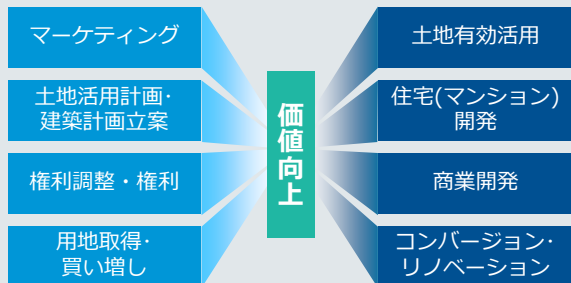 マーケティング
土地活用計画・
建築計画立案
権利調整・権利
用地取得・
買い増し
価値向上
土地有効活用
住宅(マンション)
開発
商業開発
コンバージョン・
リノベーション